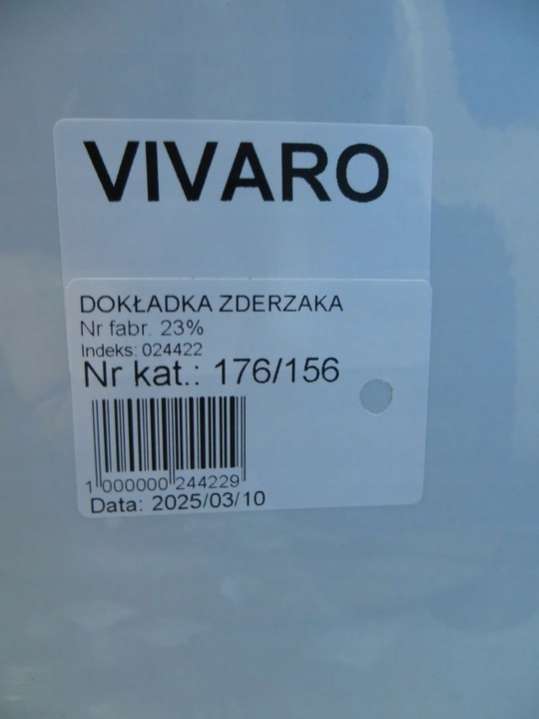 VIVARO
DOKŁADKA ZDERZAKA
Nr fabr. 23%
Indeks: 024422
Nr kat.: 176/156
1 000000 244229
Data: 2025/03/10